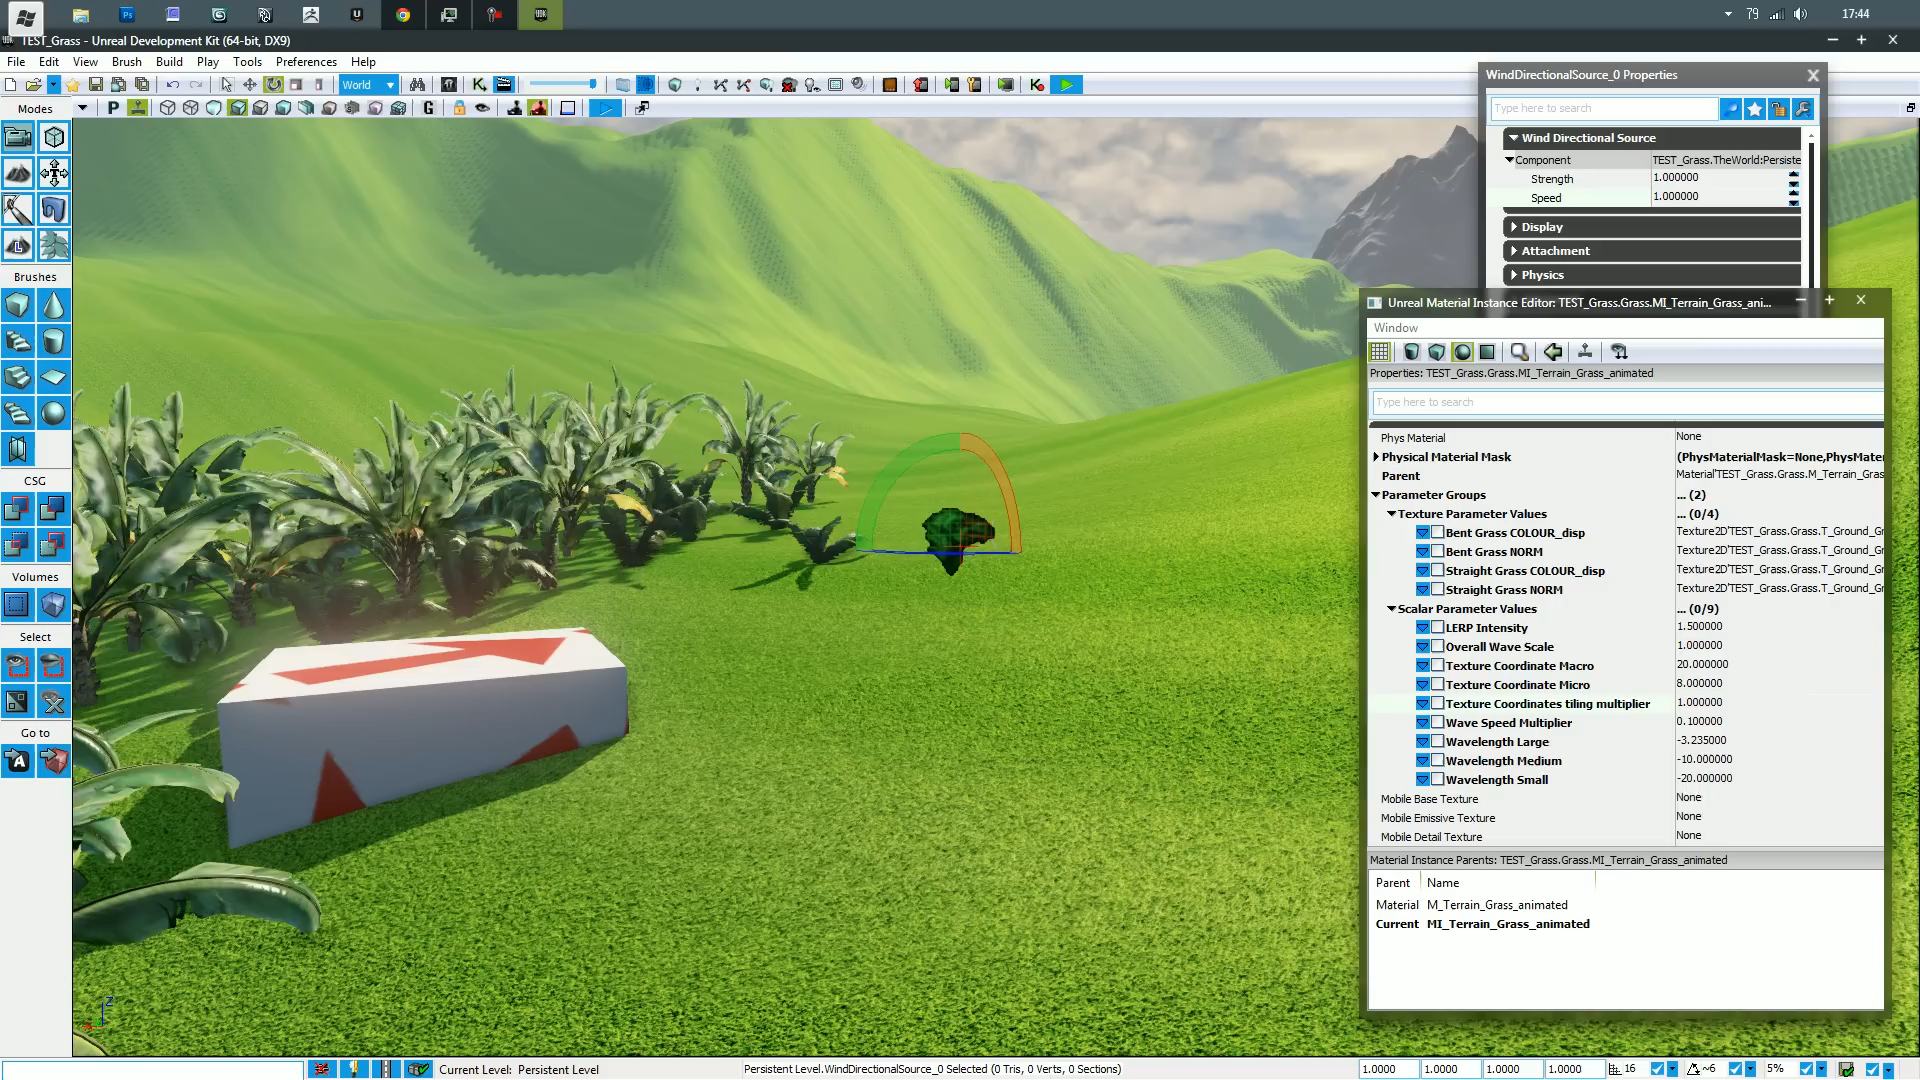 79
17:44
TEST_Grass - Unreal Development Kit (64-bit, DX9)
File Edit View Brush Build Play Tools Preferences Help
World
Modes
Brushes
CSG
Volumes
Select
Go to
WindDirectionalSource_0 Properties
Type here to search
Wind Directional Source
Component TEST_Grass.TheWorld:Persiste
Strength 1.000000
Speed 1.000000
Display
Attachment
Physics
Unreal Material Instance Editor: TEST_Grass.Grass.MI_Terrain_Grass_ani...
Window
Properties: TEST_Grass.Grass.MI_Terrain_Grass_animated
Type here to search
Phys Material None
Physical Material Mask (PhysMaterialMask=None,PhysMater
Parent Material'TEST_Grass.Grass.M_Terrain_Gras
Parameter Groups ... (2)
Texture Parameter Values ... (0/4)
Bent Grass COLOUR_disp Texture2D'TEST_Grass.Grass.T_Ground_Gr
Bent Grass NORM Texture2D'TEST_Grass.Grass.T_Ground_Gr
Straight Grass COLOUR_disp Texture2D'TEST_Grass.Grass.T_Ground_Gr
Straight Grass NORM Texture2D'TEST_Grass.Grass.T_Ground_Gr
Scalar Parameter Values ... (0/9)
LERP Intensity 1.500000
Overall Wave Scale 1.000000
Texture Coordinate Macro 20.000000
Texture Coordinate Micro 8.000000
Texture Coordinates tiling multiplier 1.000000
Wave Speed Multiplier 0.100000
Wavelength Large -3.235000
Wavelength Medium -10.000000
Wavelength Small -20.000000
Mobile Base Texture None
Mobile Emissive Texture None
Mobile Detail Texture None
Material Instance Parents: TEST_Grass.Grass.MI_Terrain_Grass_animated
Parent Name
Material M_Terrain_Grass_animated
Current MI_Terrain_Grass_animated
Z
Current Level: Persistent Level
Persistent Level.WindDirectionalSource_0 Selected (0 Tris, 0 Verts, 0 Sections)
1.0000 1.0000 1.0000 1.0000 16 ~6 5%